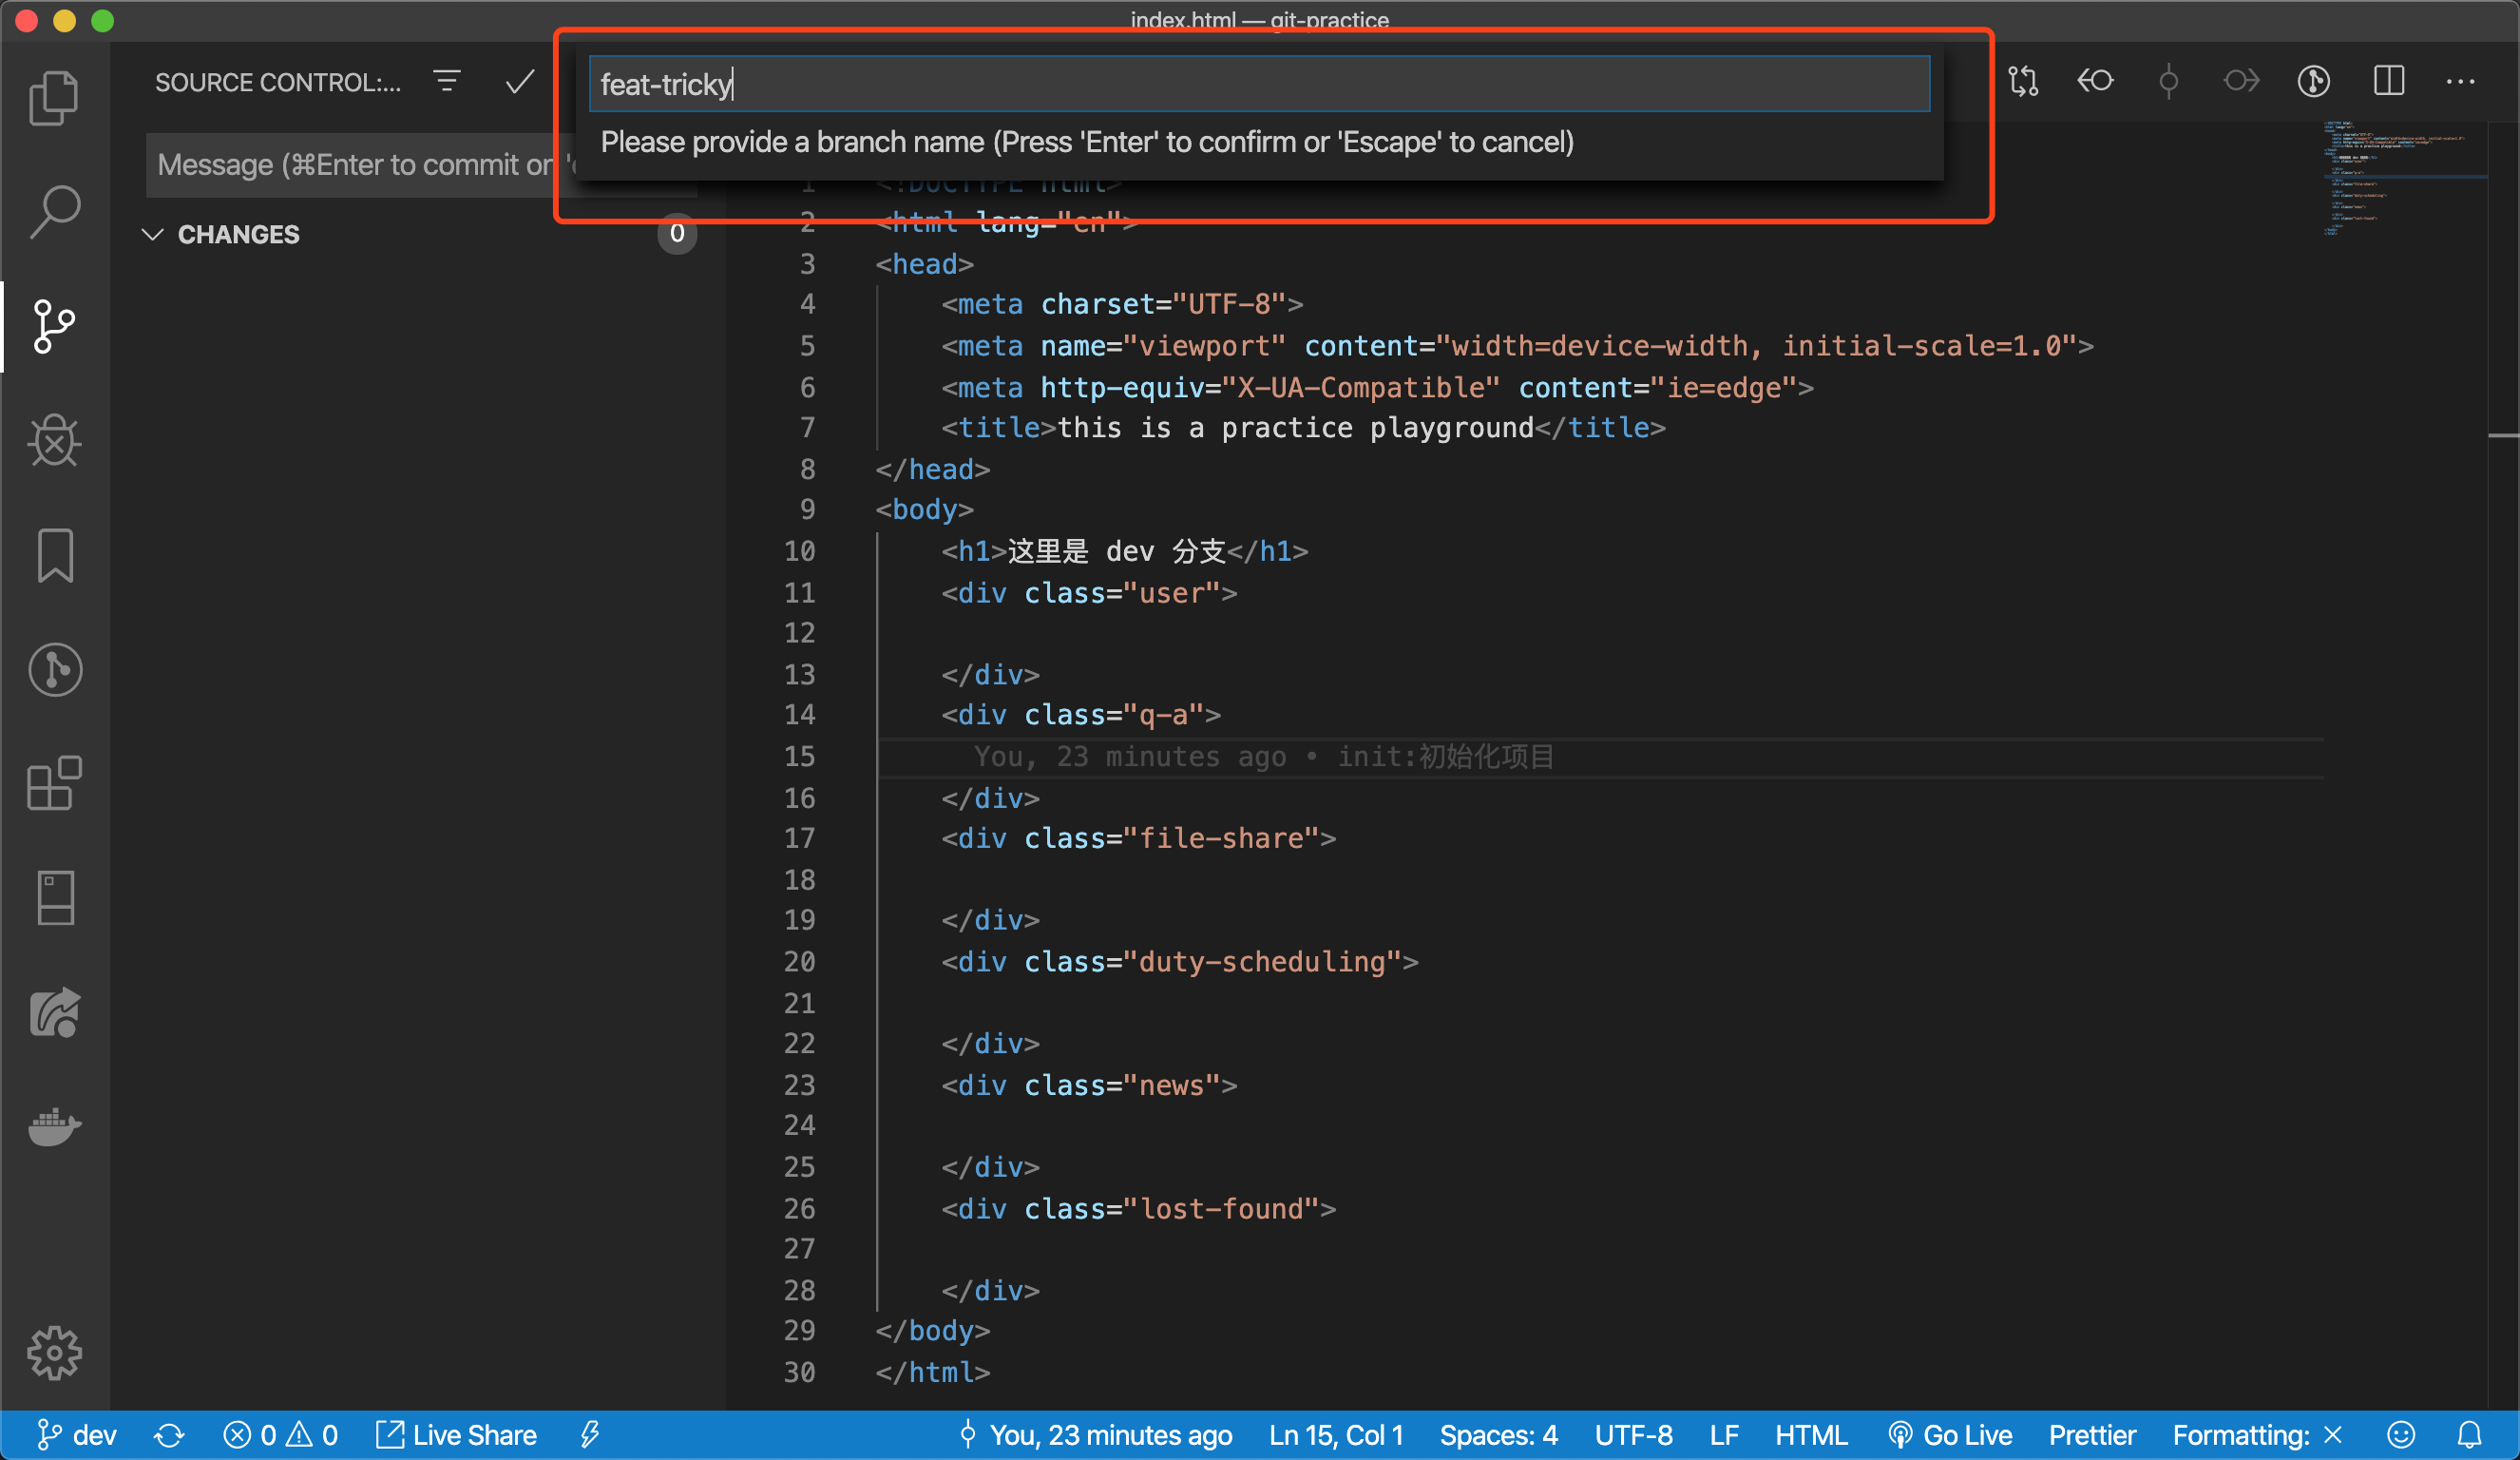 index.html — git-practice
SOURCE CONTROL:...
feat-tricky
Please provide a branch name (Press 'Enter' to confirm or 'Escape' to cancel)
Message (⌘Enter to commit on 'c
CHANGES
0
1 <!DOCTYPE html>
2 <html lang="en">
3 <head>
4 <meta charset="UTF-8">
5 <meta name="viewport" content="width=device-width, initial-scale=1.0">
6 <meta http-equiv="X-UA-Compatible" content="ie=edge">
7 <title>this is a practice playground</title>
8 </head>
9 <body>
10 <h1>这里是 dev 分支</h1>
11 <div class="user">
12
13 </div>
14 <div class="q-a">
15 You, 23 minutes ago • init:初始化项目
16 </div>
17 <div class="file-share">
18
19 </div>
20 <div class="duty-scheduling">
21
22 </div>
23 <div class="news">
24
25 </div>
26 <div class="lost-found">
27
28 </div>
29 </body>
30 </html>
dev 0 0 Live Share You, 23 minutes ago Ln 15, Col 1 Spaces: 4 UTF-8 LF HTML Go Live Prettier Formatting: ×